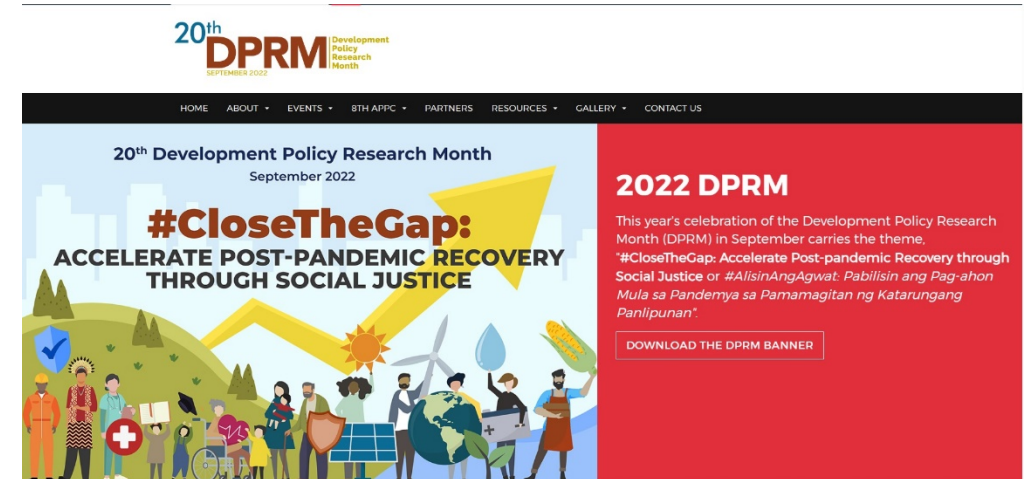 20th
DPRM
Development
Policy
Research
Month
SEPTEMBER 2022
HOME ABOUT EVENTS 8TH APPC PARTNERS RESOURCES GALLERY CONTACT US
20th Development Policy Research Month
September 2022
#CloseTheGap:
ACCELERATE POST-PANDEMIC RECOVERY
THROUGH SOCIAL JUSTICE
2022 DPRM
This year's celebration of the Development Policy Research
Month (DPRM) in September carries the theme,
"#CloseTheGap: Accelerate Post-pandemic Recovery through
Social Justice or #AlisinAngAgwat: Pabilisin ang Pag-ahon
Mula sa Pandemya sa Pamamagitan ng Katarungang
Panlipunan".
DOWNLOAD THE DPRM BANNER